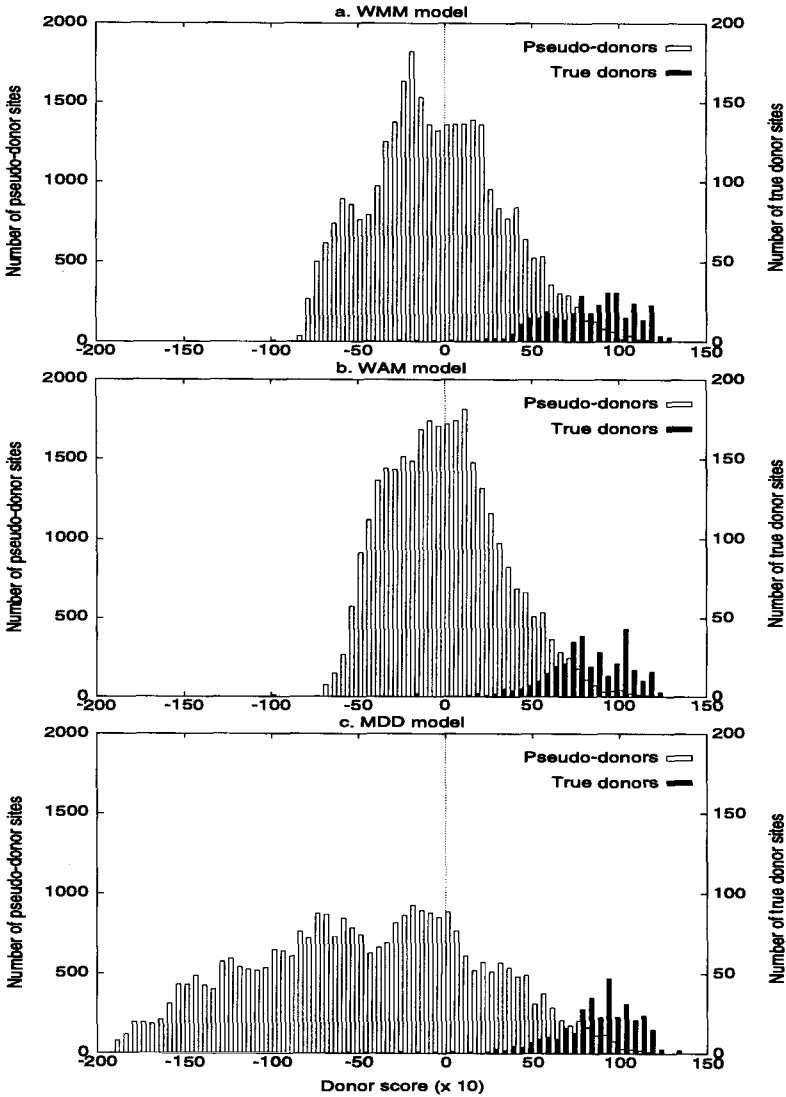 a. WMM model
2000
1500
1000
500
0
200
150
100
50
0
Number of pseudo-donor sites
Number of true donor sites
Pseudo-donors
True donors
-200 -150 -100 -50 0 50 100 150
b. WAM model
2000
1500
1000
500
0
200
150
100
50
0
Number of pseudo-donor sites
Number of true donor sites
Pseudo-donors
True donors
-200 -150 -100 -50 0 50 100 150
c. MDD model
2000
1500
1000
500
0
200
150
100
50
0
Number of pseudo-donor sites
Number of true donor sites
Pseudo-donors
True donors
-200 -150 -100 -50 0 50 100 150
Donor score (x 10)